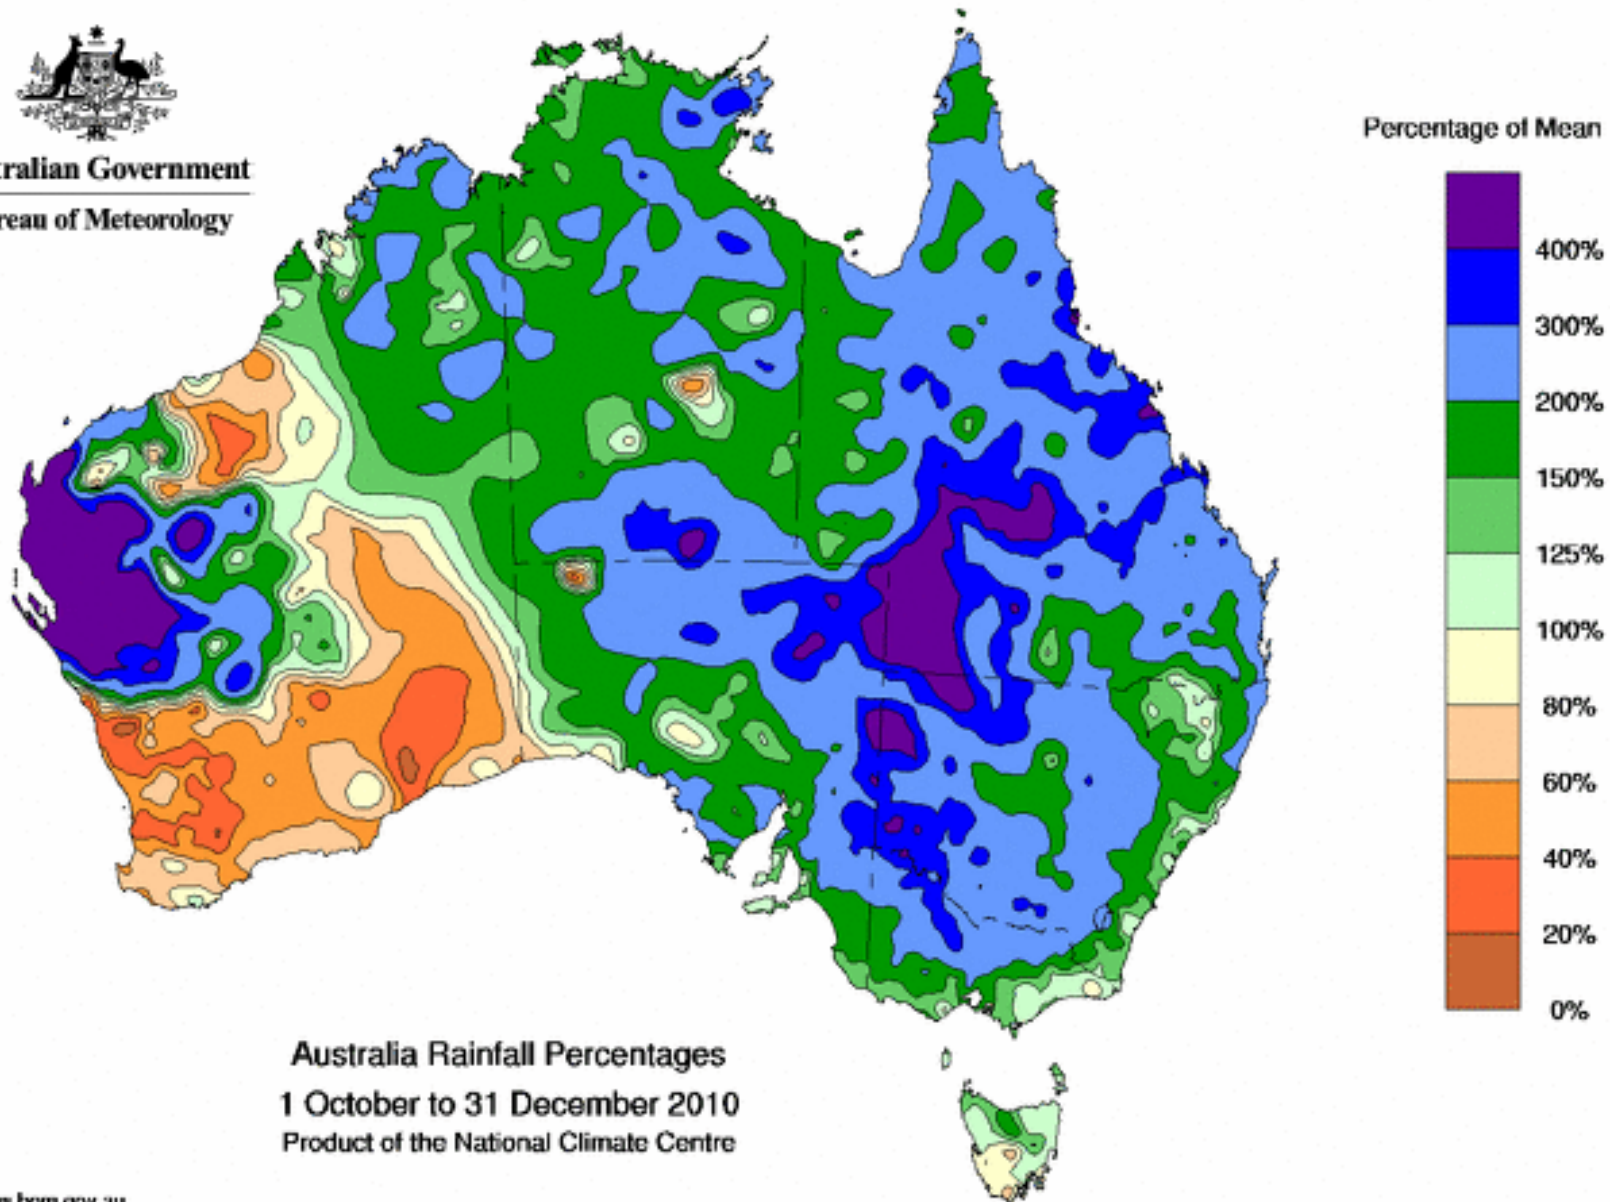 tralian Government
reau of Meteorology
Percentage of Mean
400%
300%
200%
150%
125%
100%
80%
60%
40%
20%
0%
Australia Rainfall Percentages
1 October to 31 December 2010
Product of the National Climate Centre